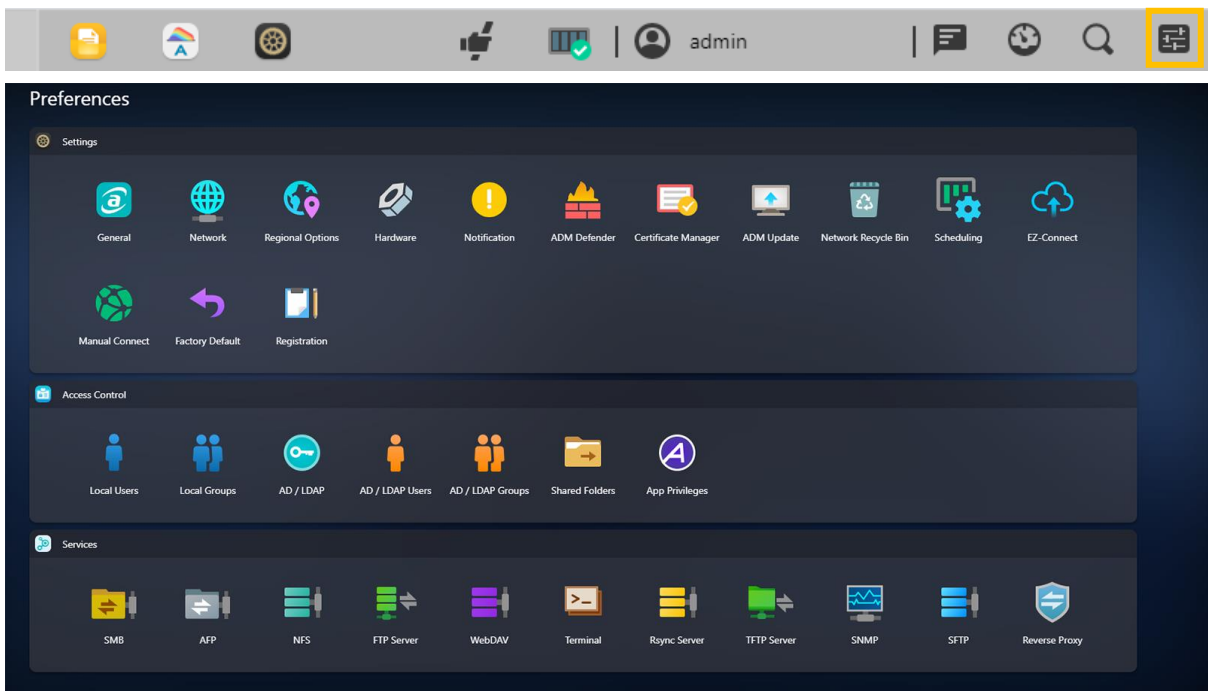 admin
Preferences
Settings
General Network Regional Options Hardware Notification ADM Defender Certificate Manager ADM Update Network Recycle Bin Scheduling EZ-Connect
Manual Connect Factory Default Registration
Access Control
Local Users Local Groups AD / LDAP AD / LDAP Users AD / LDAP Groups Shared Folders App Privileges
Services
SMB AFP NFS FTP Server WebDAV Terminal Rsync Server TFTP Server SNMP SFTP Reverse Proxy